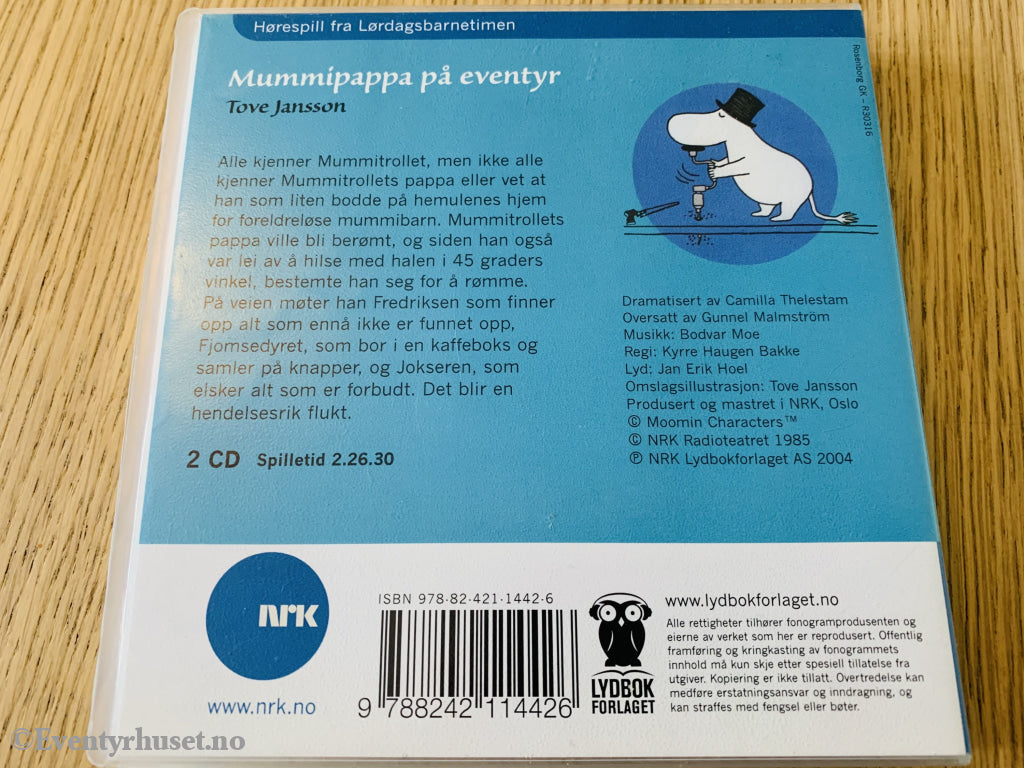 Hørespill fra Lørdagsbarnetimen
Mummipappa på eventyr
Tove Jansson
Rosenborg GK – R30316
Alle kjenner Mummitrollet, men ikke alle
kjenner Mummitrollets pappa eller vet at
han som liten bodde på hemulenes hjem
for foreldreløse mummibarn. Mummitrollets
pappa ville bli berømt, og siden han også
var lei av å hilse med halen i 45 graders
vinkel, bestemte han seg for å rømme.
På veien møter han Fredriksen som finner
opp alt som ennå ikke er funnet opp,
Fjomsedyret, som bor i en kaffeboks og
samler på knapper, og Jokseren, som
elsker alt som er forbudt. Det blir en
hendelsesrik flukt.
2 CD Spilletid 2.26.30
Dramatisert av Camilla Thelestam
Oversatt av Gunnel Malmström
Musikk: Bodvar Moe
Regi: Kyrre Haugen Bakke
Lyd: Jan Erik Hoel
Omslagsillustrasjon: Tove Jansson
Produsert og mastret i NRK, Oslo
© Moomin Characters™
© NRK Radioteatret 1985
℗ NRK Lydbokforlaget AS 2004
NRK
www.nrk.no
ISBN 978-82-421-1442-6
9 788242 114426
LYDBOK
FORLAGET
www.lydbokforlaget.no
Alle rettigheter tilhører fonogramprodusenten og
eierne av verket som her er reprodusert. Offentlig
framføring og kringkasting av fonogrammets
innhold må kun skje etter spesiell tillatelse fra
utgiver. Kopiering er ikke tillatt. Overtredelse kan
medføre erstatningsansvar og inndragning, og
kan straffes med fengsel eller bøter.
©Eventyrhuset.no